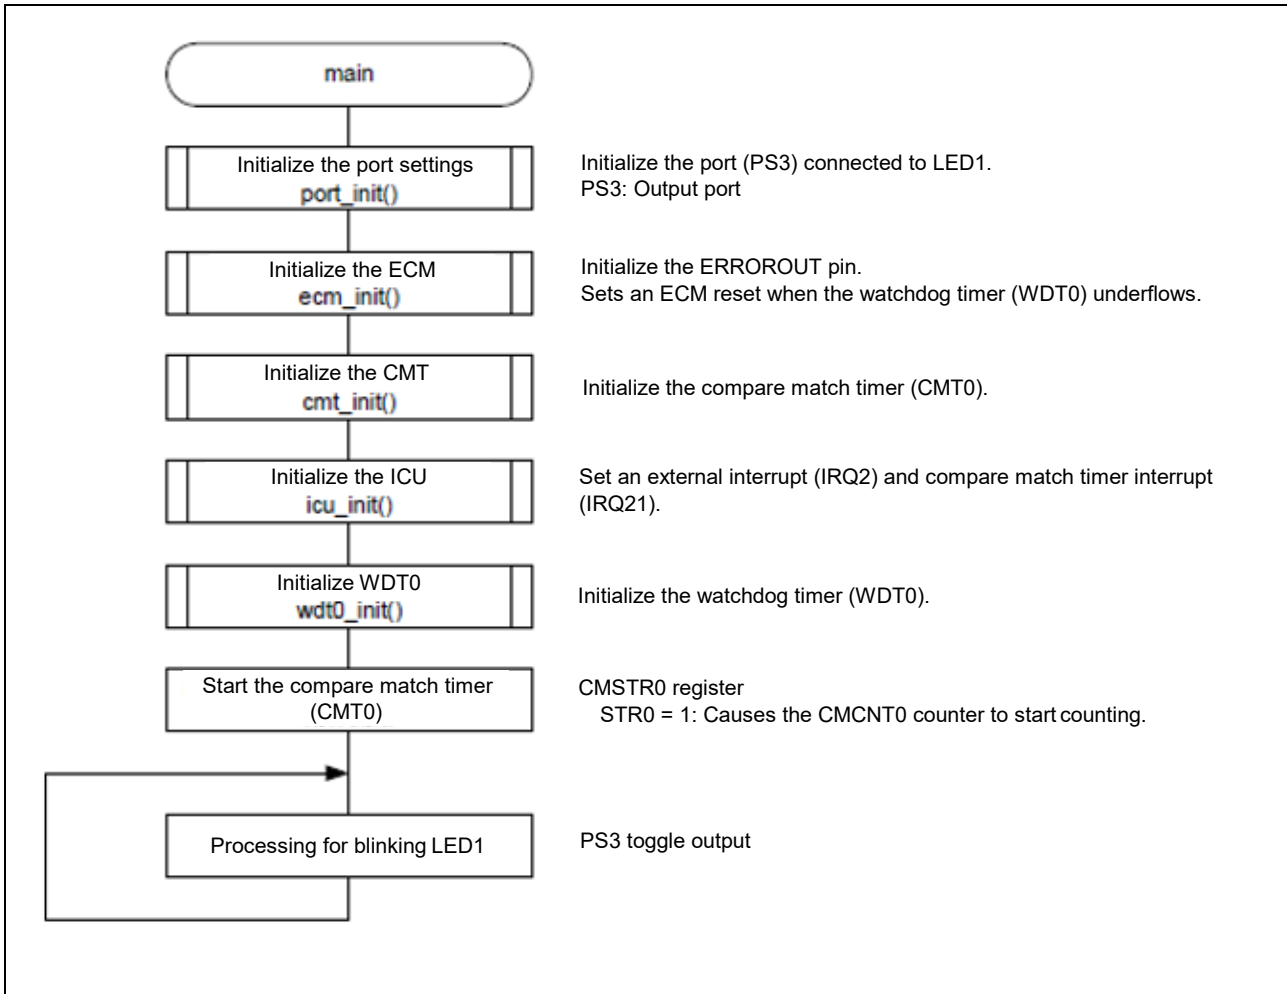 main
Initialize the port settings
port_init()
Initialize the port (PS3) connected to LED1.
PS3: Output port
Initialize the ECM
ecm_init()
Initialize the ERROROUT pin.
Sets an ECM reset when the watchdog timer (WDT0) underflows.
Initialize the CMT
cmt_init()
Initialize the compare match timer (CMT0).
Initialize the ICU
icu_init()
Set an external interrupt (IRQ2) and compare match timer interrupt
(IRQ21).
Initialize WDT0
wdt0_init()
Initialize the watchdog timer (WDT0).
Start the compare match timer
(CMT0)
CMSTR0 register
STR0 = 1: Causes the CMCNT0 counter to start counting.
Processing for blinking LED1
PS3 toggle output